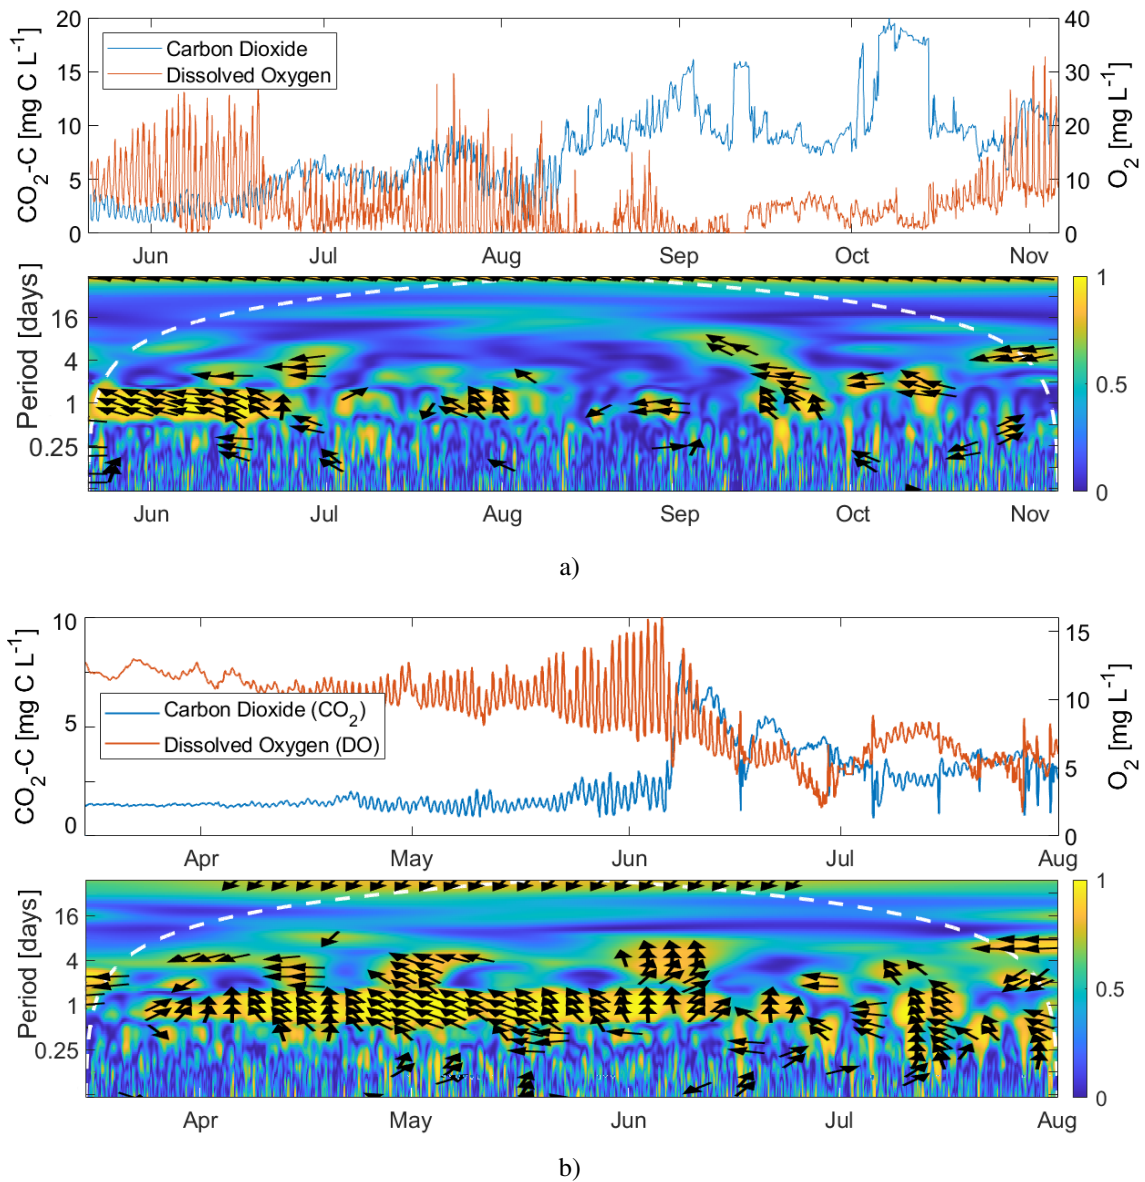 20 40
CO2-C [mg C L-1]
15 30
10 20
5 10
0 0
O2 [mg L-1]
Carbon Dioxide
Dissolved Oxygen
Jun Jul Aug Sep Oct Nov
Period [days]
16
4
1
0.25
1
0.5
0
Jun Jul Aug Sep Oct Nov
a)
10 15
CO2-C [mg C L-1]
10
5
5
0 0
O2 [mg L-1]
Carbon Dioxide (CO2)
Dissolved Oxygen (DO)
Apr May Jun Jul Aug
Period [days]
16
4
1
0.25
1
0.5
0
Apr May Jun Jul Aug
b)